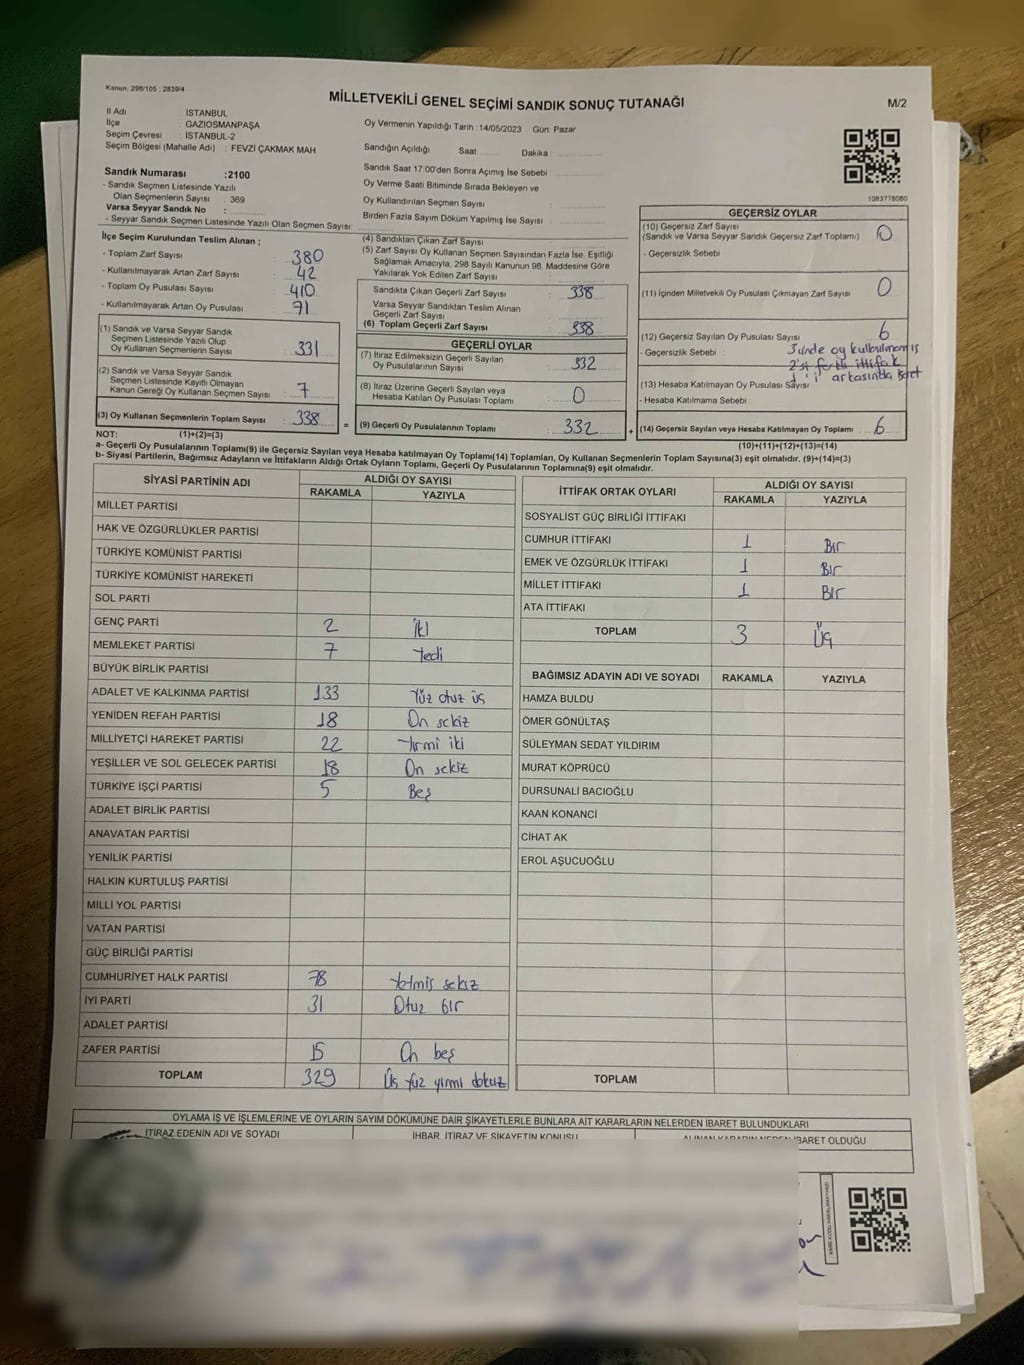 Kanun: 298/105 , 2839/4
MİLLETVEKİLİ GENEL SEÇİMİ SANDIK SONUÇ TUTANAĞI
M/2
İl Adı : İSTANBUL
İlçe : GAZİOSMANPAŞA
Seçim Çevresi : İSTANBUL-2
Seçim Bölgesi (Mahalle Adı) : FEVZİ ÇAKMAK MAH.
Sandık Numarası :2100
- Sandık Seçmen Listesinde Yazılı
Olan Seçmenlerin Sayısı : 369
Varsa Seyyar Sandık No :
- Seyyar Sandık Seçmen Listesinde Yazılı Olan Seçmen Sayısı:
Oy Vermenin Yapıldığı Tarih :14/05/2023 Gün: Pazar
Sandığın Açıldığı Saat: Dakika :
Sandık Saat 17.00'den Sonra Açımış İse Sebebi :
Oy Verme Saati Bitiminde Sırada Bekleyen ve
Oy Kullandırılan Seçmen Sayısı :
Birden Fazla Sayım Döküm Yapılmış İse Sayısı :
1083778080
İlçe Seçim Kurulundan Teslim Alınan ;
- Toplam Zarf Sayısı : 380
- Kullanılmayarak Artan Zarf Sayısı : 42
- Toplam Oy Pusulası Sayısı : 410
- Kullanılmayarak Artan Oy Pusulası : 71
(1) Sandık ve Varsa Seyyar Sandık
Seçmen Listesinde Yazılı Olup
Oy Kullanan Seçmenlerin Sayısı : 331
(2) Sandık ve Varsa Seyyar Sandık
Seçmen Listesinde Kayıtlı Olmayan
Kanun Gereği Oy Kullanan Seçmen Sayısı : 7
(3) Oy Kullanan Seçmenlerin Toplam Sayısı : 338 =
(4) Sandıktan Çıkan Zarf Sayısı :
(5) Zarf Sayısı Oy Kullanan Seçmen Sayısından Fazla İse, Eşitliği
Sağlamak Amacıyla, 298 Sayılı Kanunun 98. Maddesine Göre
Yakılarak Yok Edilen Zarf Sayısı :
Sandıkta Çıkan Geçerli Zarf Sayısı : 338
Varsa Seyyar Sandıktan Teslim Alınan
Geçerli Zarf Sayısı :
(6) Toplam Geçerli Zarf Sayısı : 338
GEÇERLİ OYLAR
(7) İtiraz Edilmeksizin Geçerli Sayılan
Oy Pusulalarının Sayısı : 332
(8) İtiraz Üzerine Geçerli Sayılan veya
Hesaba Katılan Oy Pusulası Toplamı : 0
(9) Geçerli Oy Pusulalarının Toplamı : 332 +
GEÇERSİZ OYLAR
(10) Geçersiz Zarf Sayısı
(Sandık ve Varsa Seyyar Sandık Geçersiz Zarf Toplamı) : 0
- Geçersizlik Sebebi :
(11) İçinden Milletvekili Oy Pusulası Çıkmayan Zarf Sayısı : 0
(12) Geçersiz Sayılan Oy Pusulası Sayısı : 6
- Geçersizlik Sebebi : 3ünde oy kullanılmamış
2'si farklı ittifak
1'i arkasında işaret
(13) Hesaba Katılmayan Oy Pusulası Sayısı :
- Hesaba Katılmama Sebebi :
(14) Geçersiz Sayılan veya Hesaba Katılmayan Oy Toplamı : 6
NOT: (1)+(2)=(3)
(10)+(11)+(12)+(13)=(14)
a- Geçerli Oy Pusulalarının Toplamı(9) ile Geçersiz Sayılan veya Hesaba katılmayan Oy Toplamı(14) Toplamları, Oy Kullanan Seçmenlerin Toplam Sayısına(3) eşit olmalıdır. (9)+(14)=(3)
b- Siyasi Partilerin, Bağımsız Adayların ve İttifakların Aldığı Ortak Oyların Toplamı, Geçerli Oy Pusulalarının Toplamına(9) eşit olmalıdır.
SİYASİ PARTİNİN ADI ALDIĞI OY SAYISI
RAKAMLA YAZIYLA
MİLLET PARTİSİ
HAK VE ÖZGÜRLÜKLER PARTİSİ
TÜRKİYE KOMÜNİST PARTİSİ
TÜRKİYE KOMÜNİST HAREKETİ
SOL PARTİ
GENÇ PARTİ 2 İki
MEMLEKET PARTİSİ 7 Yedi
BÜYÜK BİRLİK PARTİSİ
ADALET VE KALKINMA PARTİSİ 133 Yüz otuz üç
YENİDEN REFAH PARTİSİ 18 On sekiz
MİLLİYETÇİ HAREKET PARTİSİ 22 Yirmi iki
YEŞİLLER VE SOL GELECEK PARTİSİ 18 On sekiz
TÜRKİYE İŞÇİ PARTİSİ 5 Beş
ADALET BİRLİK PARTİSİ
ANAVATAN PARTİSİ
YENİLİK PARTİSİ
HALKIN KURTULUŞ PARTİSİ
MİLLİ YOL PARTİSİ
VATAN PARTİSİ
GÜÇ BİRLİĞİ PARTİSİ
CUMHURİYET HALK PARTİSİ 78 Yetmiş sekiz
İYİ PARTİ 31 Otuz bir
ADALET PARTİSİ
ZAFER PARTİSİ 15 On beş
TOPLAM 329 Üç yüz yirmi dokuz
İTTİFAK ORTAK OYLARI ALDIĞI OY SAYISI
RAKAMLA YAZIYLA
SOSYALİST GÜÇ BİRLİĞİ İTTİFAKI
CUMHUR İTTİFAKI 1 Bir
EMEK VE ÖZGÜRLÜK İTTİFAKI 1 Bir
MİLLET İTTİFAKI 1 Bir
ATA İTTİFAKI
TOPLAM 3 Üç
BAĞIMSIZ ADAYIN ADI VE SOYADI RAKAMLA YAZIYLA
HAMZA BULDU
ÖMER GÖNÜLTAŞ
SÜLEYMAN SEDAT YILDIRIM
MURAT KÖPRÜCÜ
DURSUNALİ BACIOĞLU
KAAN KONANCİ
CİHAT AK
EROL AŞUCUOĞLU
TOPLAM
OYLAMA İŞ VE İŞLEMLERİNE VE OYLARIN SAYIM DÖKÜMÜNE DAİR ŞİKAYETLERLE BUNLARA AİT KARARLARIN NELERDEN İBARET BULUNDUKLARI
İTİRAZ EDENİN ADI VE SOYADI İHBAR, İTİRAZ VE ŞİKAYETİN KONUSU ALINAN KARARIN NEDEN İBARET OLDUĞU